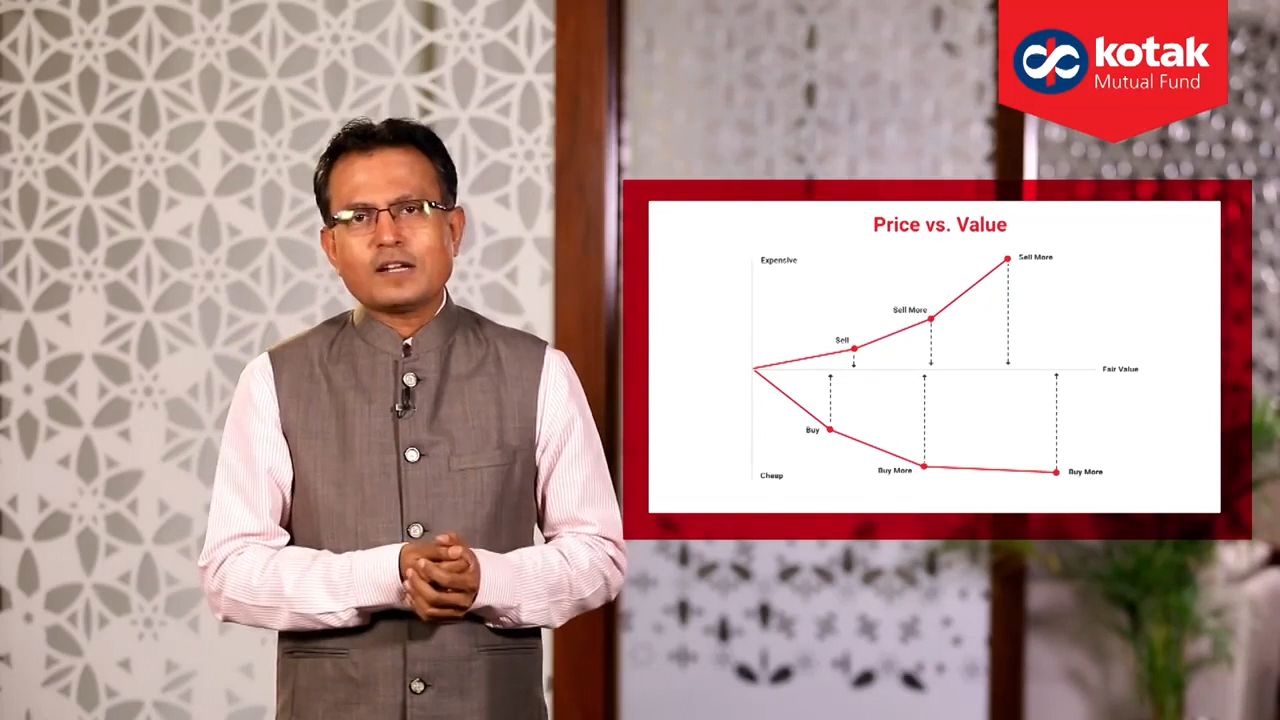 kotak
Mutual Fund
Price vs. Value
Expensive
Sell More
Sell More
Sell
Fair Value
Buy
Buy More
Buy More
Cheap